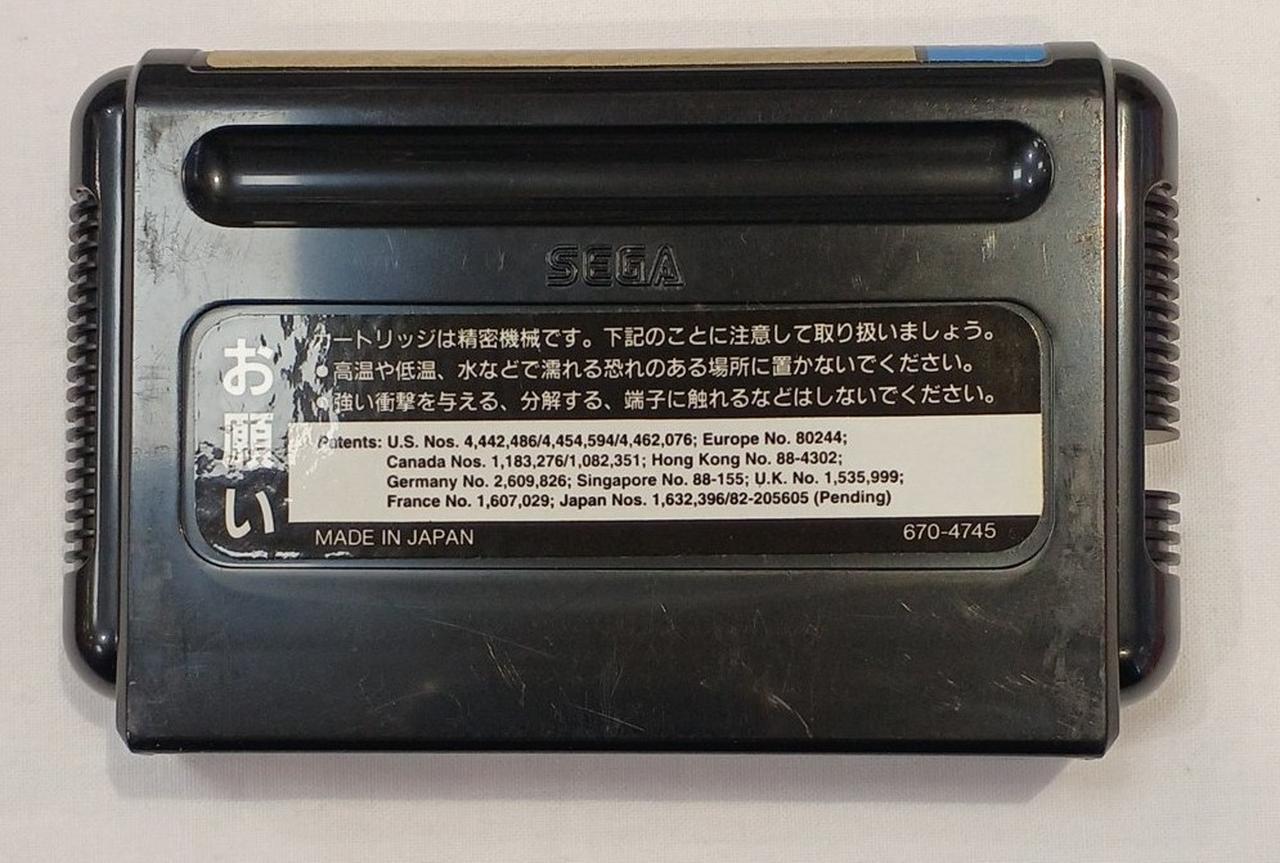 SEGA
お願い
カートリッジは精密機械です。下記のことに注意して取り扱いましょう。
•高温や低温、水などで濡れる恐れのある場所に置かないでください。
•強い衝撃を与える、分解する、端子に触れるなどはしないでください。
Patents: U.S. Nos. 4,442,486/4,454,594/4,462,076; Europe No. 80244;
Canada Nos. 1,183,276/1,082,351; Hong Kong No. 88-4302;
Germany No. 2,609,826; Singapore No. 88-155; U.K. No. 1,535,999;
France No. 1,607,029; Japan Nos. 1,632,396/82-205605 (Pending)
MADE IN JAPAN
670-4745